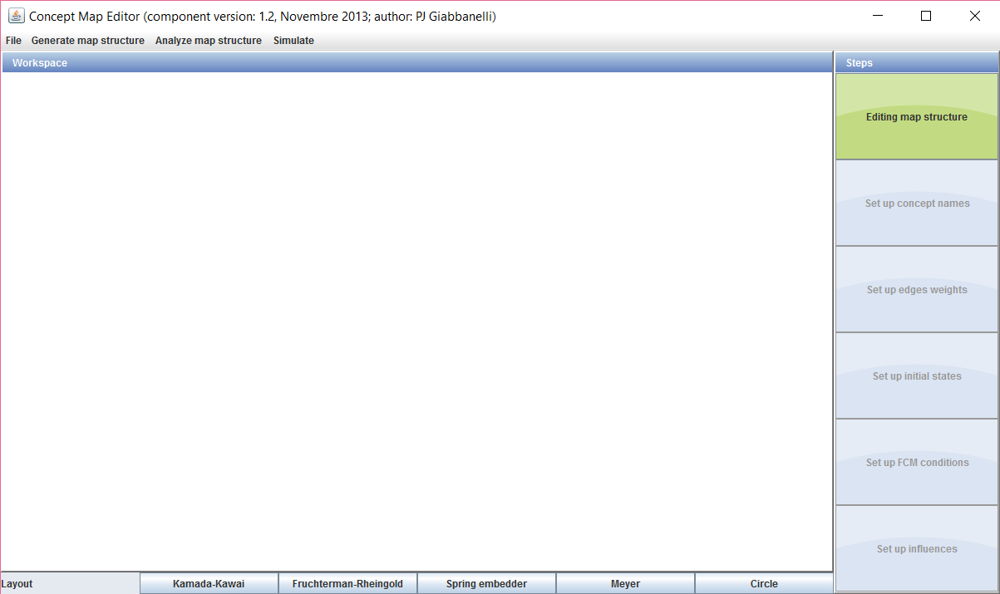 Concept Map Editor (component version: 1.2, Novembre 2013; author: PJ Giabbanelli)
File Generate map structure Analyze map structure Simulate
Workspace
Steps
Editing map structure
Set up concept names
Set up edges weights
Set up initial states
Set up FCM conditions
Set up influences
Layout Kamada-Kawai Fruchterman-Rheingold Spring embedder Meyer Circle